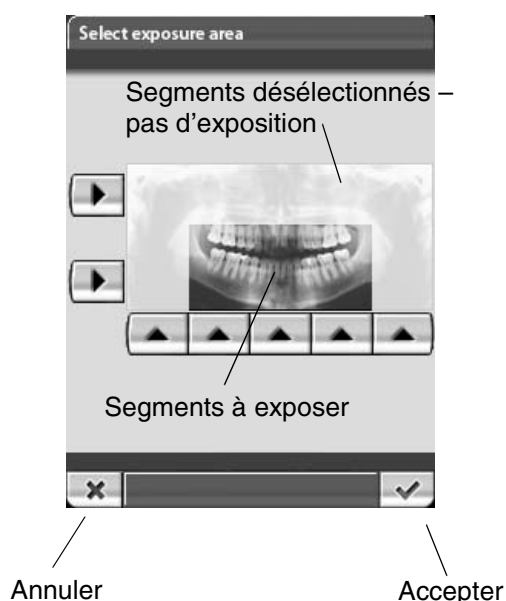 Select exposure area
Segments désélectionnés –
pas d'exposition
Segments à exposer
Annuler
Accepter